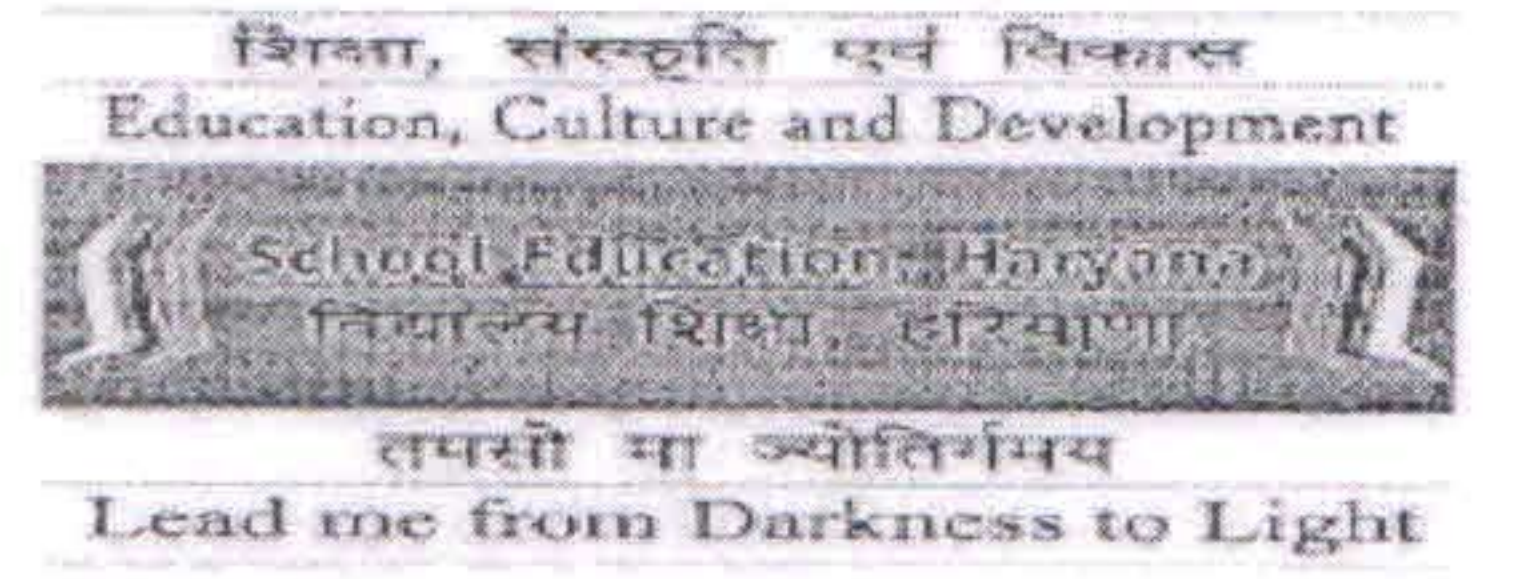 शिक्षा, संस्कृति एवं विकास
Education, Culture and Development
School Education, Haryana
विद्यालय शिक्षा, हरियाणा
तमसो मा ज्योतिर्गमय
Lead me from Darkness to Light